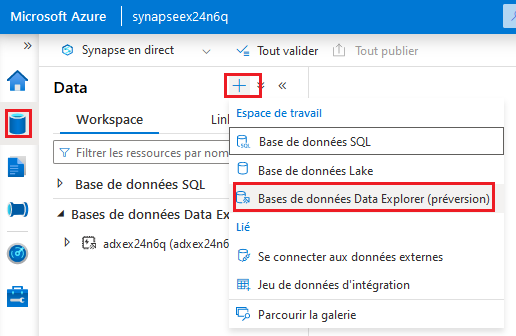 Microsoft Azure synapseex24n6q
Synapse en direct Tout valider Tout publier
Data
Workspace
Filtrer les ressources par nom
Base de données SQL
Bases de données Data Ex
adxex24n6q (adxex24n6
Espace de travail
Base de données SQL
Base de données Lake
Bases de données Data Explorer (préversion)
Lié
Se connecter aux données externes
Jeu de données d'intégration
Parcourir la galerie